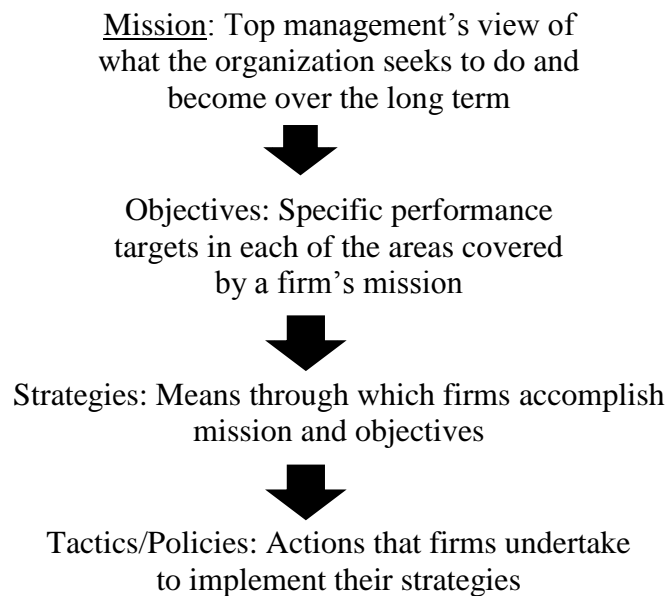 Mission: Top management’s view of
what the organization seeks to do and
become over the long term
Objectives: Specific performance
targets in each of the areas covered
by a firm’s mission
Strategies: Means through which firms accomplish
mission and objectives
Tactics/Policies: Actions that firms undertake
to implement their strategies